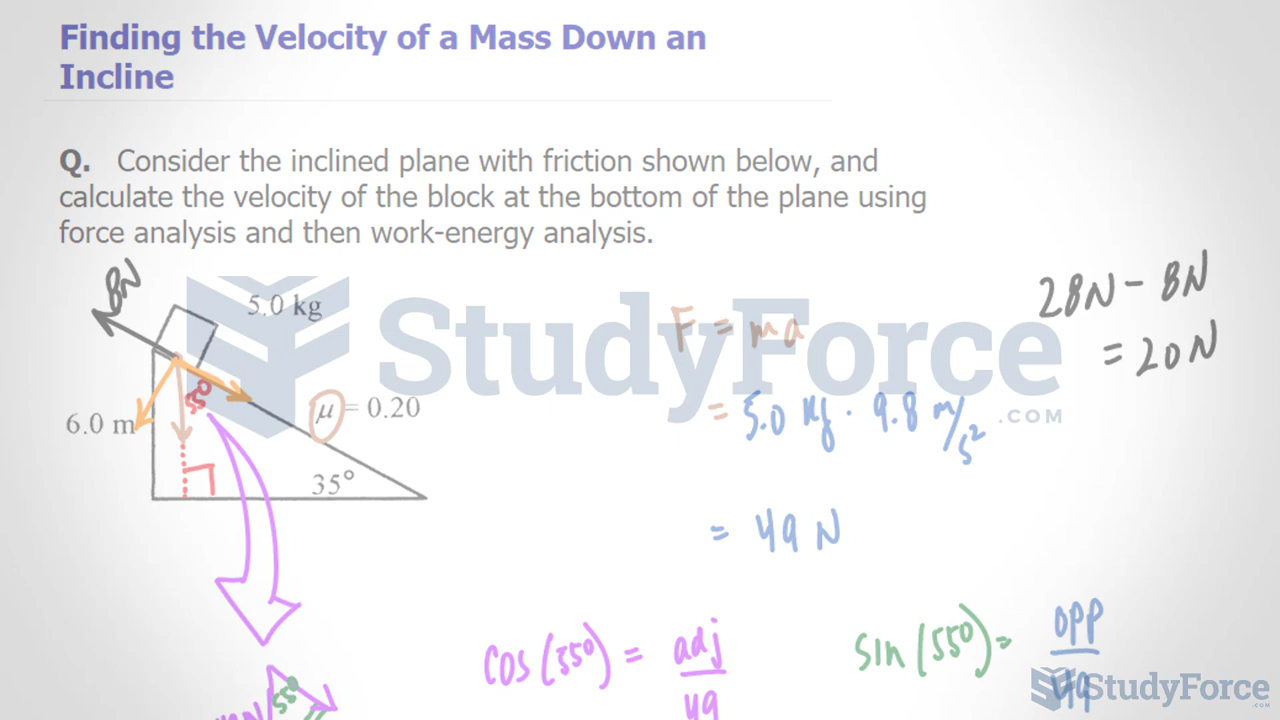 Finding the Velocity of a Mass Down an
Incline
Q. Consider the inclined plane with friction shown below, and
calculate the velocity of the block at the bottom of the plane using
force analysis and then work-energy analysis.
8N
5.0 kg
StudyForce
.COM
6.0 m
55°
μ = 0.20
35°
F = ma
= 5.0 kg · 9.8 m/s²
= 49 N
28N - 8N
= 20N
cos (55°) = adj
49
sin (55°) = opp
49
55°
StudyForce
.COM